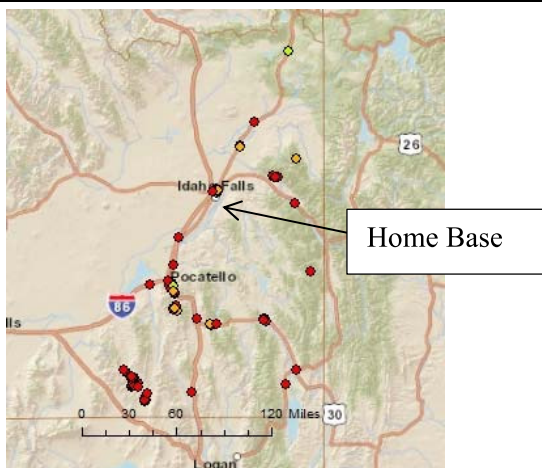 26
Idaho Falls
Home Base
Pocatello
86
lls
0 30 60 120 Miles
30
Logan